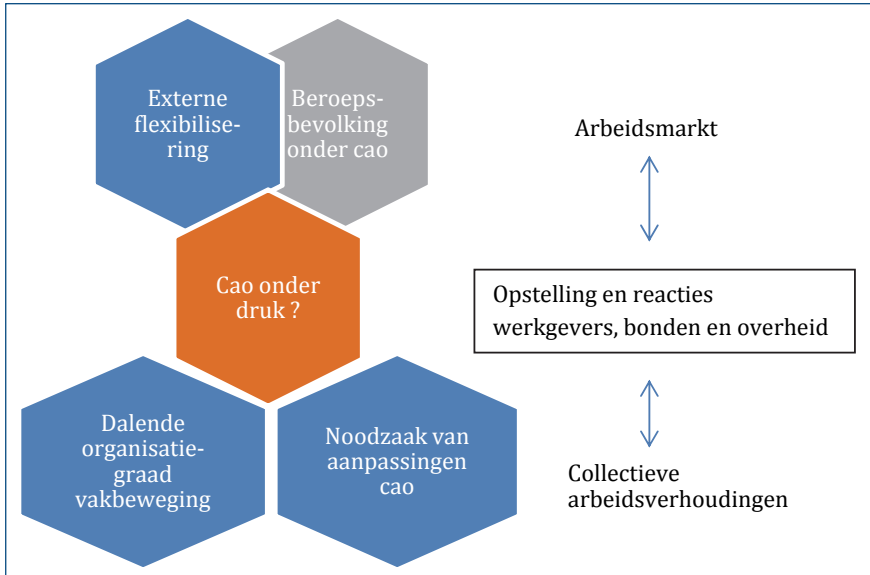 Externe
flexibilise-
ring
Beroeps-
bevolking
onder cao
Cao onder
druk ?
Dalende
organisatie-
graad
vakbeweging
Noodzaak van
aanpassingen
cao
Arbeidsmarkt
Opstelling en reacties
werkgevers, bonden en overheid
Collectieve
arbeidsverhoudingen